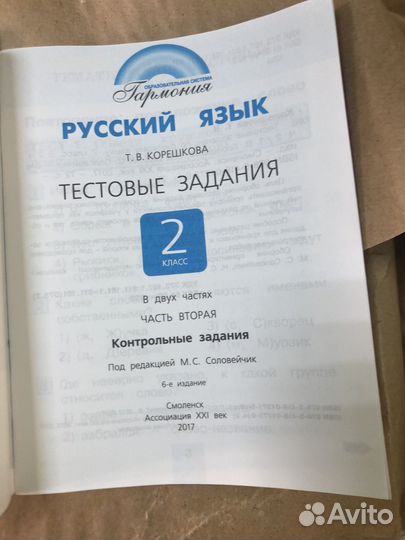 ОБРАЗОВАТЕЛЬНАЯ СИСТЕМА
Гармония
РУССКИЙ ЯЗЫК
Т. В. КОРЕШКОВА
ТЕСТОВЫЕ ЗАДАНИЯ
2
КЛАСС
В двух частях
ЧАСТЬ ВТОРАЯ
Контрольные задания
Под редакцией М. С. Соловейчик
6-е издание
Смоленск
Ассоциация XXI век
2017
Avito